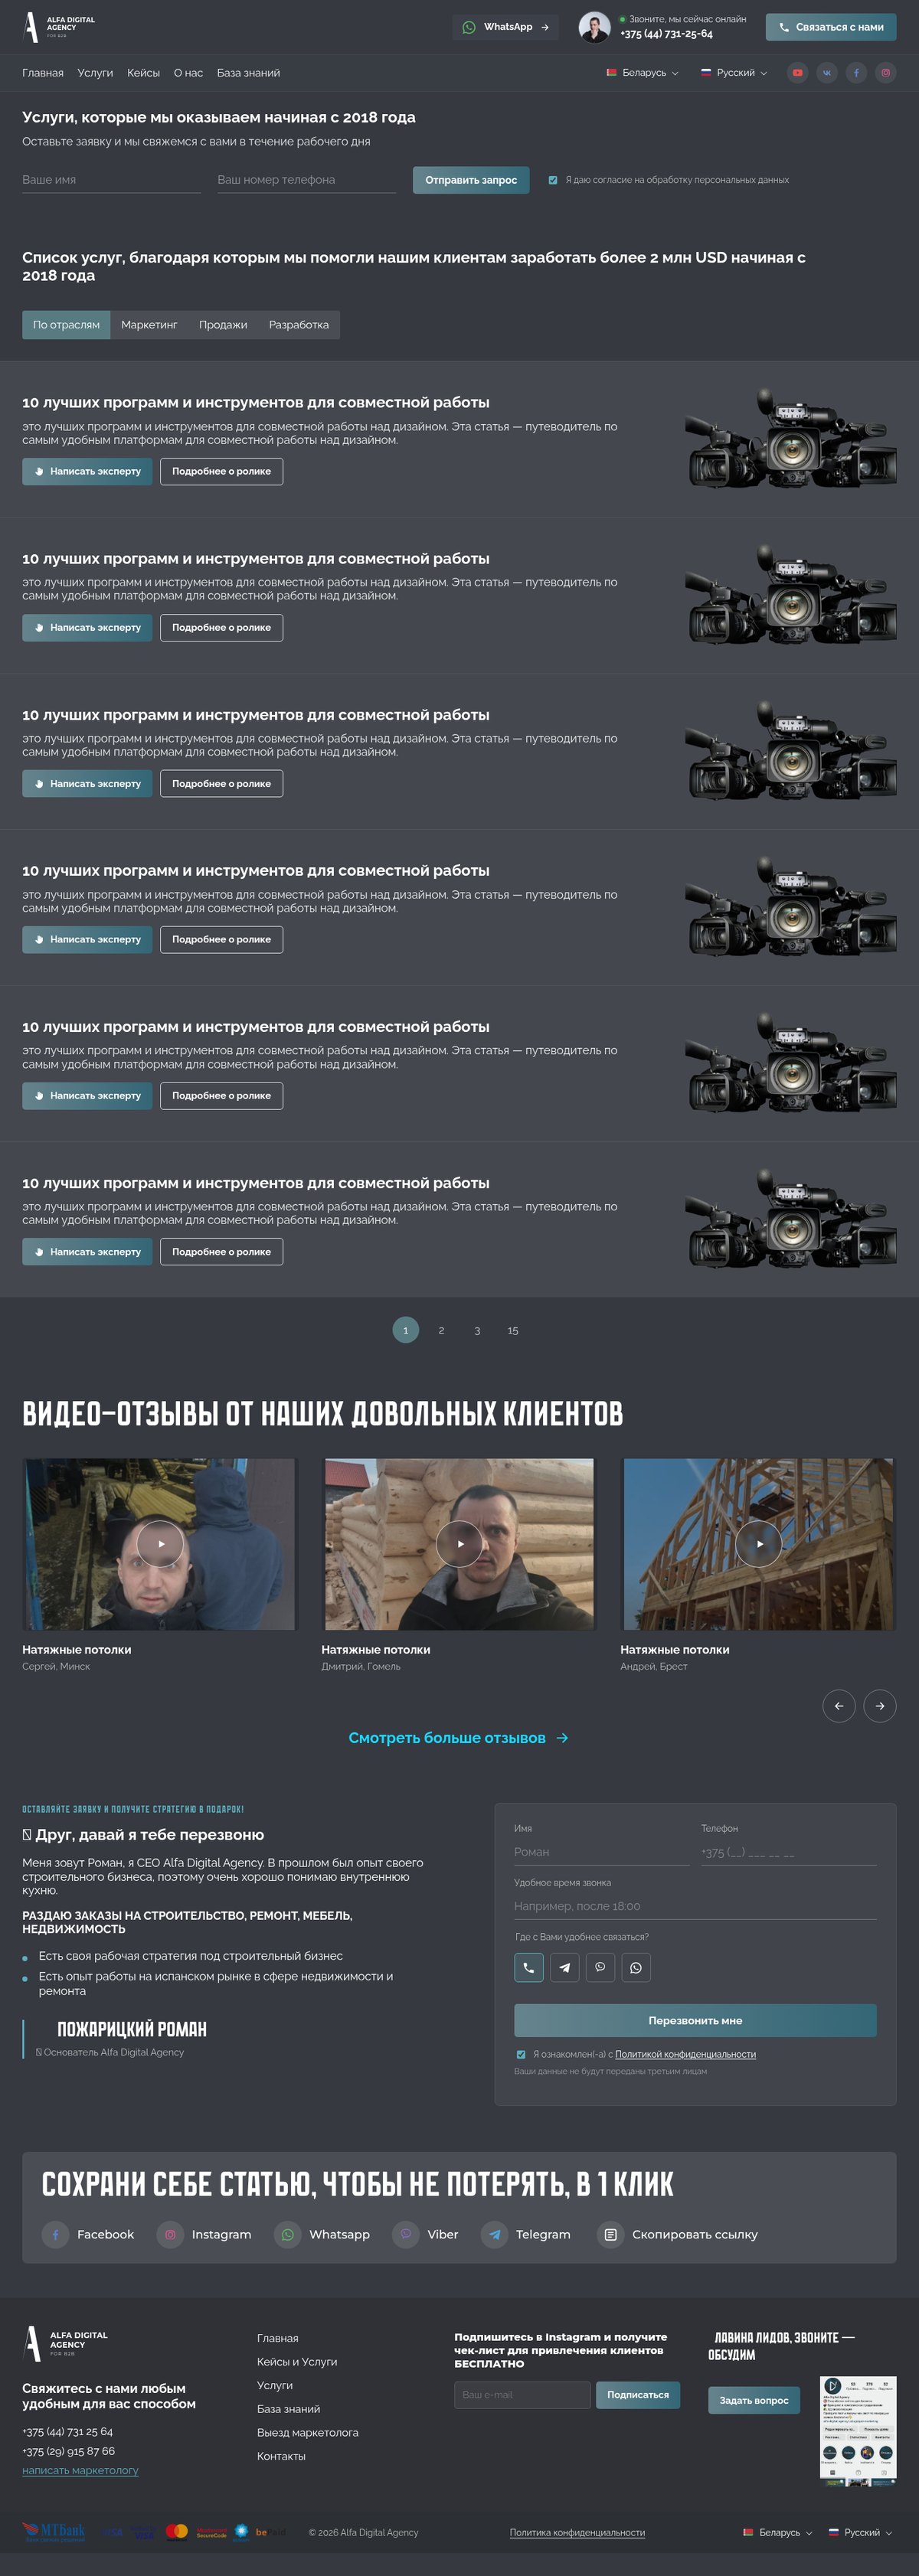 ALFA DIGITAL
AGENCY
FOR B2B
WhatsApp
Звоните, мы сейчас онлайн
+375 (44) 731-25-64
Связаться с нами
Главная Услуги Кейсы О нас База знаний
Беларусь Русский
Услуги, которые мы оказываем начиная с 2018 года
Оставьте заявку и мы свяжемся с вами в течение рабочего дня
Ваше имя Ваш номер телефона Отправить запрос Я даю согласие на обработку персональных данных
Список услуг, благодаря которым мы помогли нашим клиентам заработать более 2 млн USD начиная с
2018 года
По отраслям Маркетинг Продажи Разработка
10 лучших программ и инструментов для совместной работы
это лучших программ и инструментов для совместной работы над дизайном. Эта статья — путеводитель по
самым удобным платформам для совместной работы над дизайном.
Написать эксперту Подробнее о ролике
10 лучших программ и инструментов для совместной работы
это лучших программ и инструментов для совместной работы над дизайном. Эта статья — путеводитель по
самым удобным платформам для совместной работы над дизайном.
Написать эксперту Подробнее о ролике
10 лучших программ и инструментов для совместной работы
это лучших программ и инструментов для совместной работы над дизайном. Эта статья — путеводитель по
самым удобным платформам для совместной работы над дизайном.
Написать эксперту Подробнее о ролике
10 лучших программ и инструментов для совместной работы
это лучших программ и инструментов для совместной работы над дизайном. Эта статья — путеводитель по
самым удобным платформам для совместной работы над дизайном.
Написать эксперту Подробнее о ролике
10 лучших программ и инструментов для совместной работы
это лучших программ и инструментов для совместной работы над дизайном. Эта статья — путеводитель по
самым удобным платформам для совместной работы над дизайном.
Написать эксперту Подробнее о ролике
10 лучших программ и инструментов для совместной работы
это лучших программ и инструментов для совместной работы над дизайном. Эта статья — путеводитель по
самым удобным платформам для совместной работы над дизайном.
Написать эксперту Подробнее о ролике
1 2 3 15
ВИДЕО-ОТЗЫВЫ ОТ НАШИХ ДОВОЛЬНЫХ КЛИЕНТОВ
Натяжные потолки
Сергей, Минск
Натяжные потолки
Дмитрий, Гомель
Натяжные потолки
Андрей, Брест
Смотреть больше отзывов
ОСТАВЛЯЙТЕ ЗАЯВКУ И ПОЛУЧИТЕ СТРАТЕГИЮ В ПОДАРОК!
Друг, давай я тебе перезвоню
Меня зовут Роман, я CEO Alfa Digital Agency. В прошлом был опыт своего
строительного бизнеса, поэтому очень хорошо понимаю внутреннюю
кухню.
РАЗДАЮ ЗАКАЗЫ НА СТРОИТЕЛЬСТВО, РЕМОНТ, МЕБЕЛЬ,
НЕДВИЖИМОСТЬ
Есть своя рабочая стратегия под строительный бизнес
Есть опыт работы на испанском рынке в сфере недвижимости и
ремонта
ПОЖАРИЦКИЙ РОМАН
Основатель Alfa Digital Agency
Имя Телефон
Роман +375 (__) ___ __ __
Удобное время звонка
Например, после 18:00
Где с Вами удобнее связаться?
Перезвонить мне
Я ознакомлен(-а) с Политикой конфиденциальности
Ваши данные не будут переданы третьим лицам
СОХРАНИ СЕБЕ СТАТЬЮ, ЧТОБЫ НЕ ПОТЕРЯТЬ, В 1 КЛИК
Facebook Instagram Whatsapp Viber Telegram Скопировать ссылку
ALFA DIGITAL
AGENCY
FOR B2B
Свяжитесь с нами любым
удобным для вас способом
+375 (44) 731 25 64
+375 (29) 915 87 66
написать маркетологу
Главная
Кейсы и Услуги
Услуги
База знаний
Выезд маркетолога
Контакты
Подпишитесь в Instagram и получите
чек-лист для привлечения клиентов
БЕСПЛАТНО
Ваш e-mail Подписаться
ЛАВИНА ЛИДОВ, ЗВОНИТЕ —
ОБСУДИМ
Задать вопрос
MTBank
VISA
SecureCode
bePaid
© 2026 Alfa Digital Agency
Политика конфиденциальности
Беларусь Русский